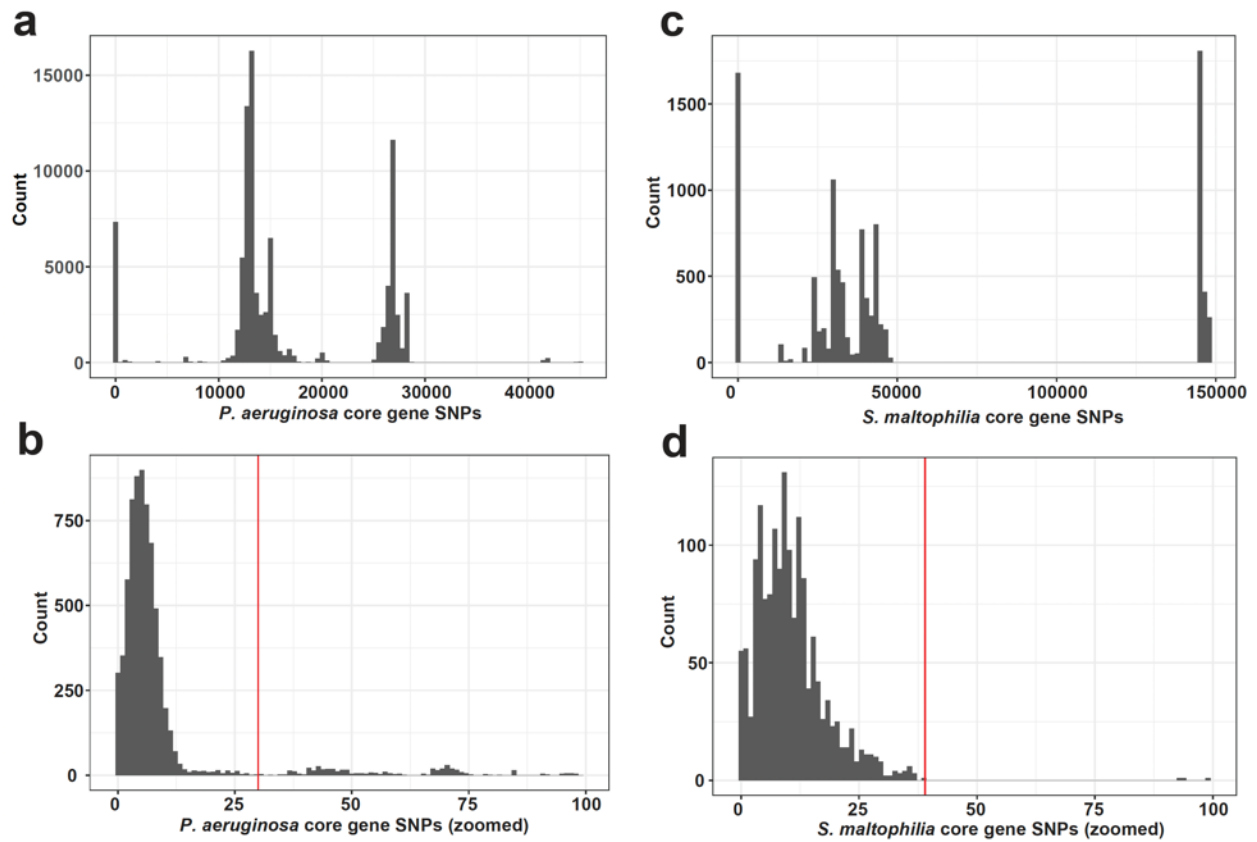 a
Count
15000
10000
5000
0
0 10000 20000 30000 40000
P. aeruginosa core gene SNPs
b
Count
750
500
250
0
0 25 50 75 100
P. aeruginosa core gene SNPs (zoomed)
c
Count
1500
1000
500
0
0 50000 100000 150000
S. maltophilia core gene SNPs
d
Count
100
50
0
0 25 50 75 100
S. maltophilia core gene SNPs (zoomed)